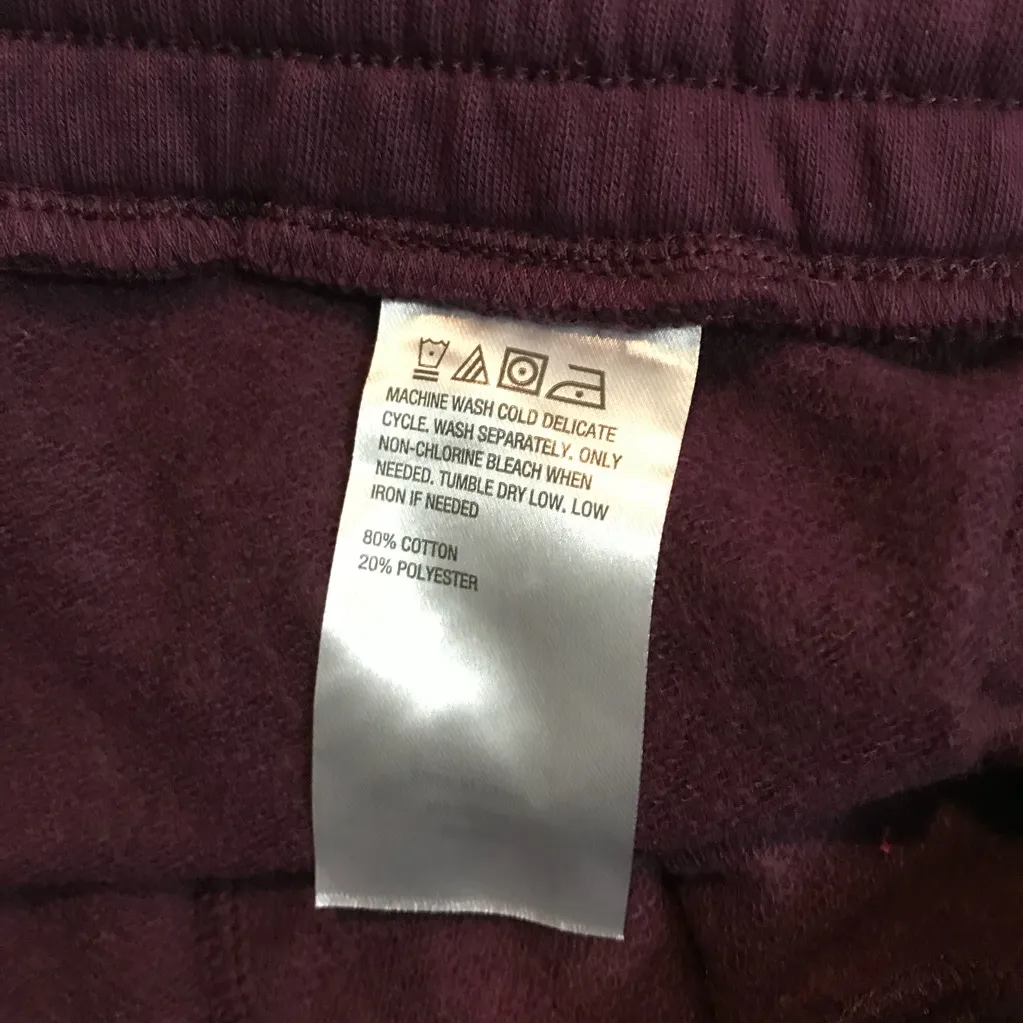 MACHINE WASH COLD DELICATE
CYCLE. WASH SEPARATELY. ONLY
NON-CHLORINE BLEACH WHEN
NEEDED. TUMBLE DRY LOW. LOW
IRON IF NEEDED
80% COTTON
20% POLYESTER